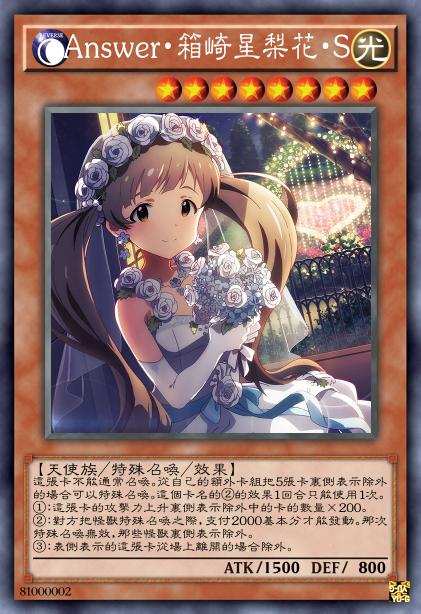 REVERSE
Answer・箱崎星梨花・S
光
【天使族／特殊召喚／效果】
這張卡不能通常召喚。從自己的額外卡組把5張卡裏側表示除外
的場合可以特殊召喚。這個卡名的②的效果1回合只能使用1次。
①：這張卡的攻擊力上升裏側表示除外中的卡的數量×200。
②：對方把怪獸特殊召喚之際，支付2000基本分才能發動。那次
特殊召喚無效，那些怪獸裏側表示除外。
③：表側表示的這張卡從場上離開的場合除外。
ATK/1500 DEF/ 800
81000002